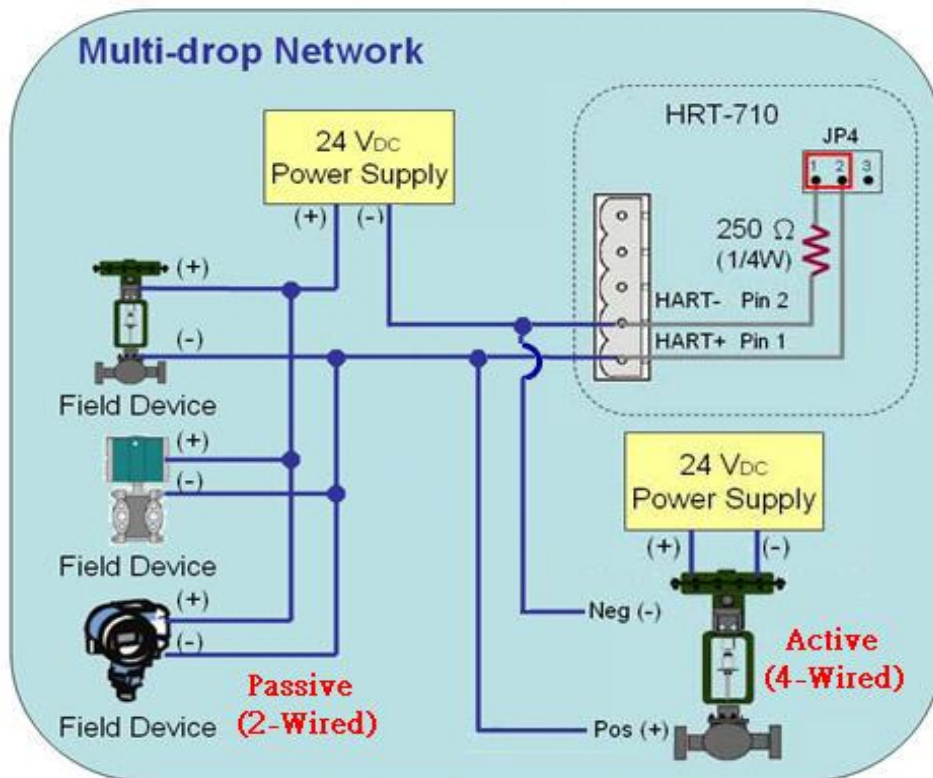 Multi-drop Network
24 VDC
Power Supply
(+) (-)
HRT-710
JP4
1 2 3
250 Ω
(1/4W)
HART- Pin 2
HART+ Pin 1
(+)
(-)
Field Device
(+)
(-)
Field Device
(+)
(-)
Field Device
Passive
(2-Wired)
24 VDC
Power Supply
(+) (-)
Neg (-)
Active
(4-Wired)
Pos (+)